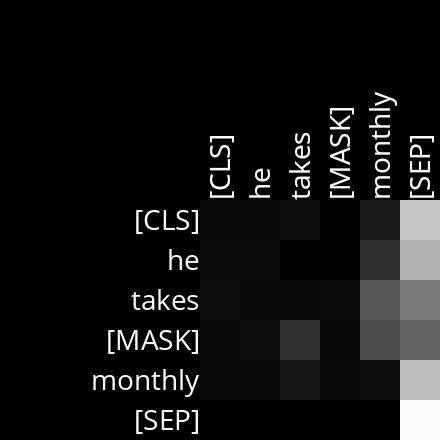 [CLS] he takes [MASK] monthly [SEP]
[CLS]
he
takes
[MASK]
monthly
[SEP]